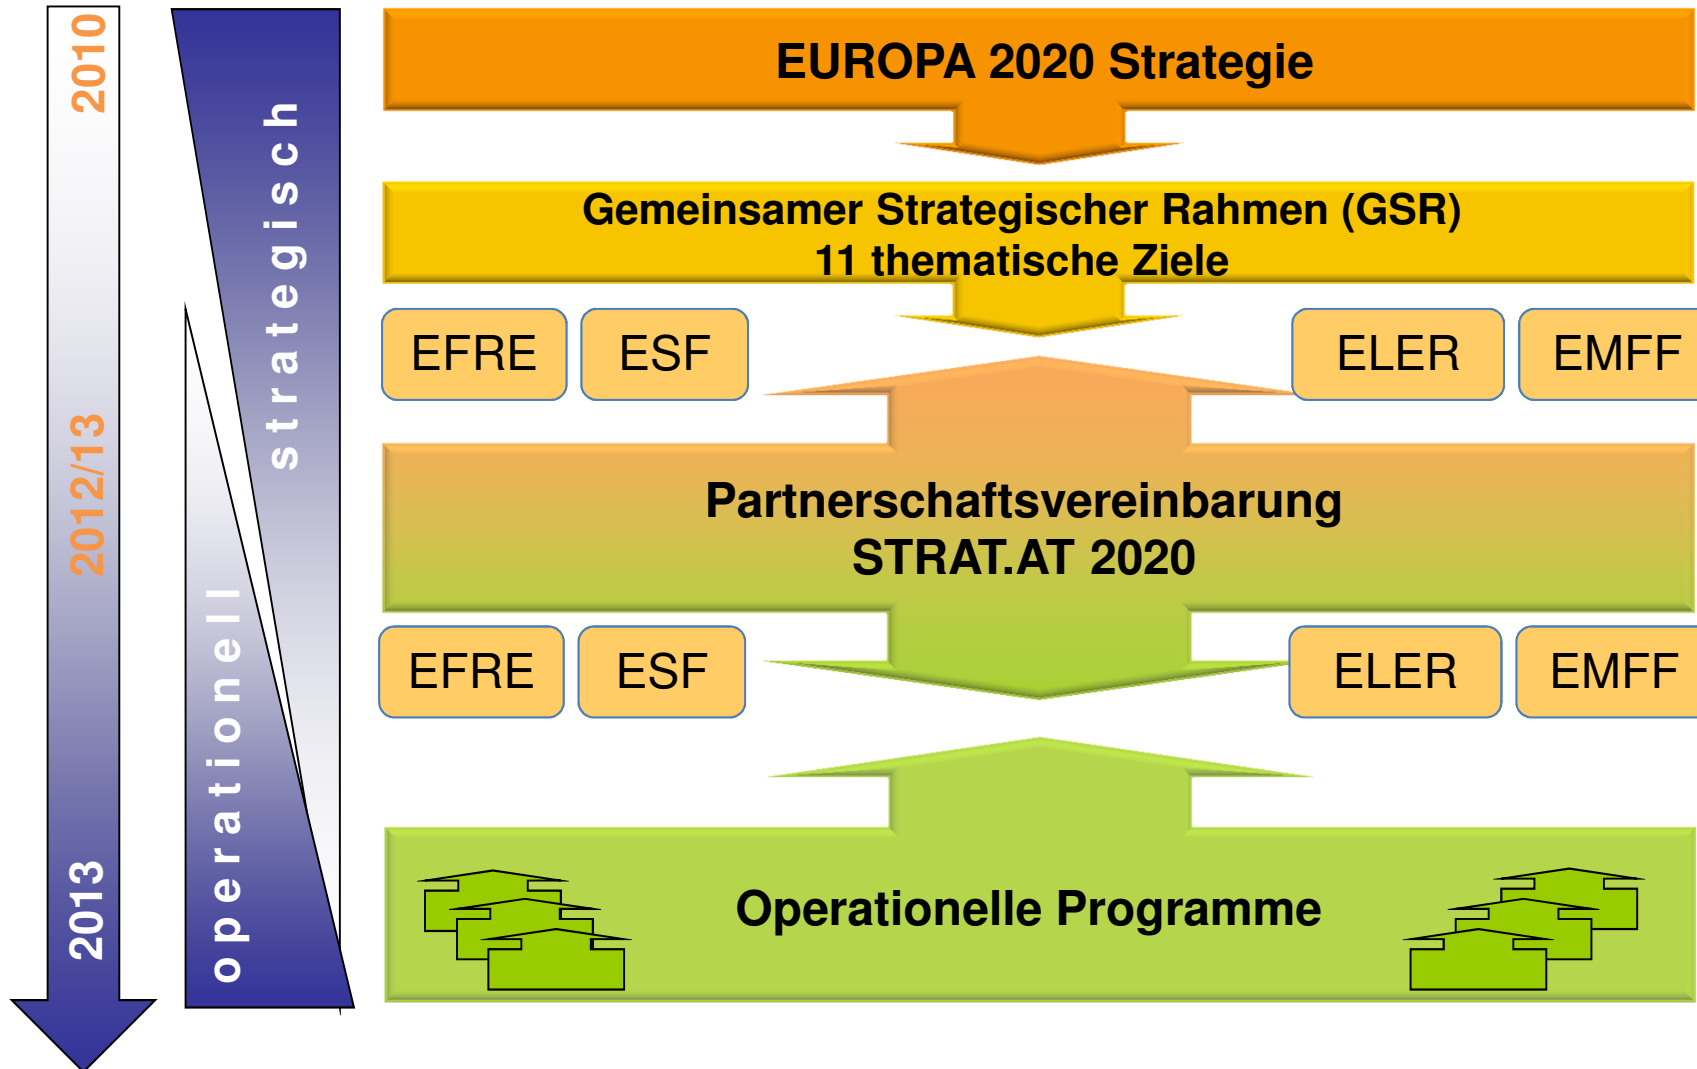 2010
2012/13
2013
strategisch
operationell
EUROPA 2020 Strategie
Gemeinsamer Strategischer Rahmen (GSR)
11 thematische Ziele
EFRE
ESF
ELER
EMFF
Partnerschaftsvereinbarung
STRAT.AT 2020
EFRE
ESF
ELER
EMFF
Operationelle Programme